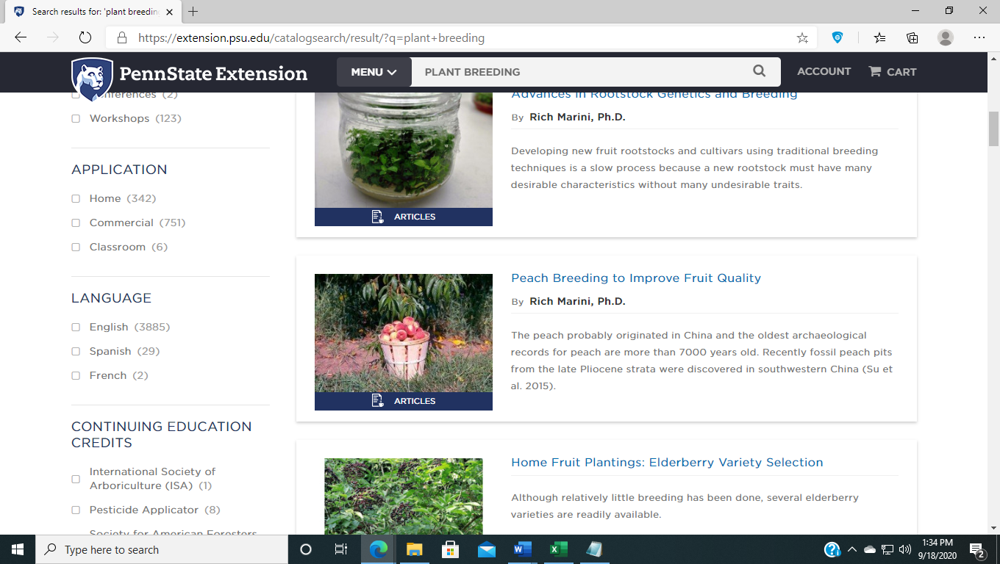 Search results for: 'plant breeding
https://extension.psu.edu/catalogsearch/result/?q=plant+breeding
PennState Extension
MENU
PLANT BREEDING
ACCOUNT
CART
Conferences (2)
Workshops (123)
APPLICATION
Home (342)
Commercial (751)
Classroom (6)
LANGUAGE
English (3885)
Spanish (29)
French (2)
CONTINUING EDUCATION
CREDITS
International Society of
Arboriculture (ISA) (1)
Pesticide Applicator (8)
Society for American Foresters
Advances in Rootstock Genetics and Breeding
By Rich Marini, Ph.D.
Developing new fruit rootstocks and cultivars using traditional breeding
techniques is a slow process because a new rootstock must have many
desirable characteristics without many undesirable traits.
ARTICLES
Peach Breeding to Improve Fruit Quality
By Rich Marini, Ph.D.
The peach probably originated in China and the oldest archaeological
records for peach are more than 7000 years old. Recently fossil peach pits
from the late Pliocene strata were discovered in southwestern China (Su et
al. 2015).
ARTICLES
Home Fruit Plantings: Elderberry Variety Selection
Although relatively little breeding has been done, several elderberry
varieties are readily available.
Type here to search
1:34 PM
9/18/2020
2